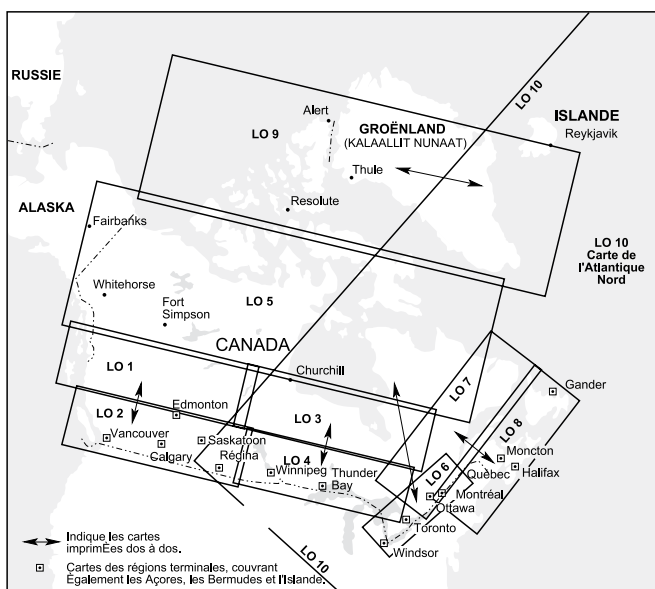 RUSSIE
LO 10
ISLANDE
Reykjavik
Alert
LO 9
GROËNLAND
(KALAALLIT NUNAAT)
Thule
Resolute
ALASKA
Fairbanks
LO 10
Carte de
l'Atlantique
Nord
Whitehorse
LO 5
Fort
Simpson
CANADA
LO 1
Churchill
LO 7
Gander
LO 2
Edmonton
LO 3
LO 8
Vancouver
Saskatoon
Calgary
Régina
LO 4
Winnipeg
Thunder
Bay
LO 6
Moncton
Quèbec
Halifax
Montréal
Ottawa
Toronto
Windsor
LO 10
Indique les cartes
imprimÉes dos à dos.
Cartes des régions terminales, couvrant
Également les Açores, les Bermudes et l'Islande.